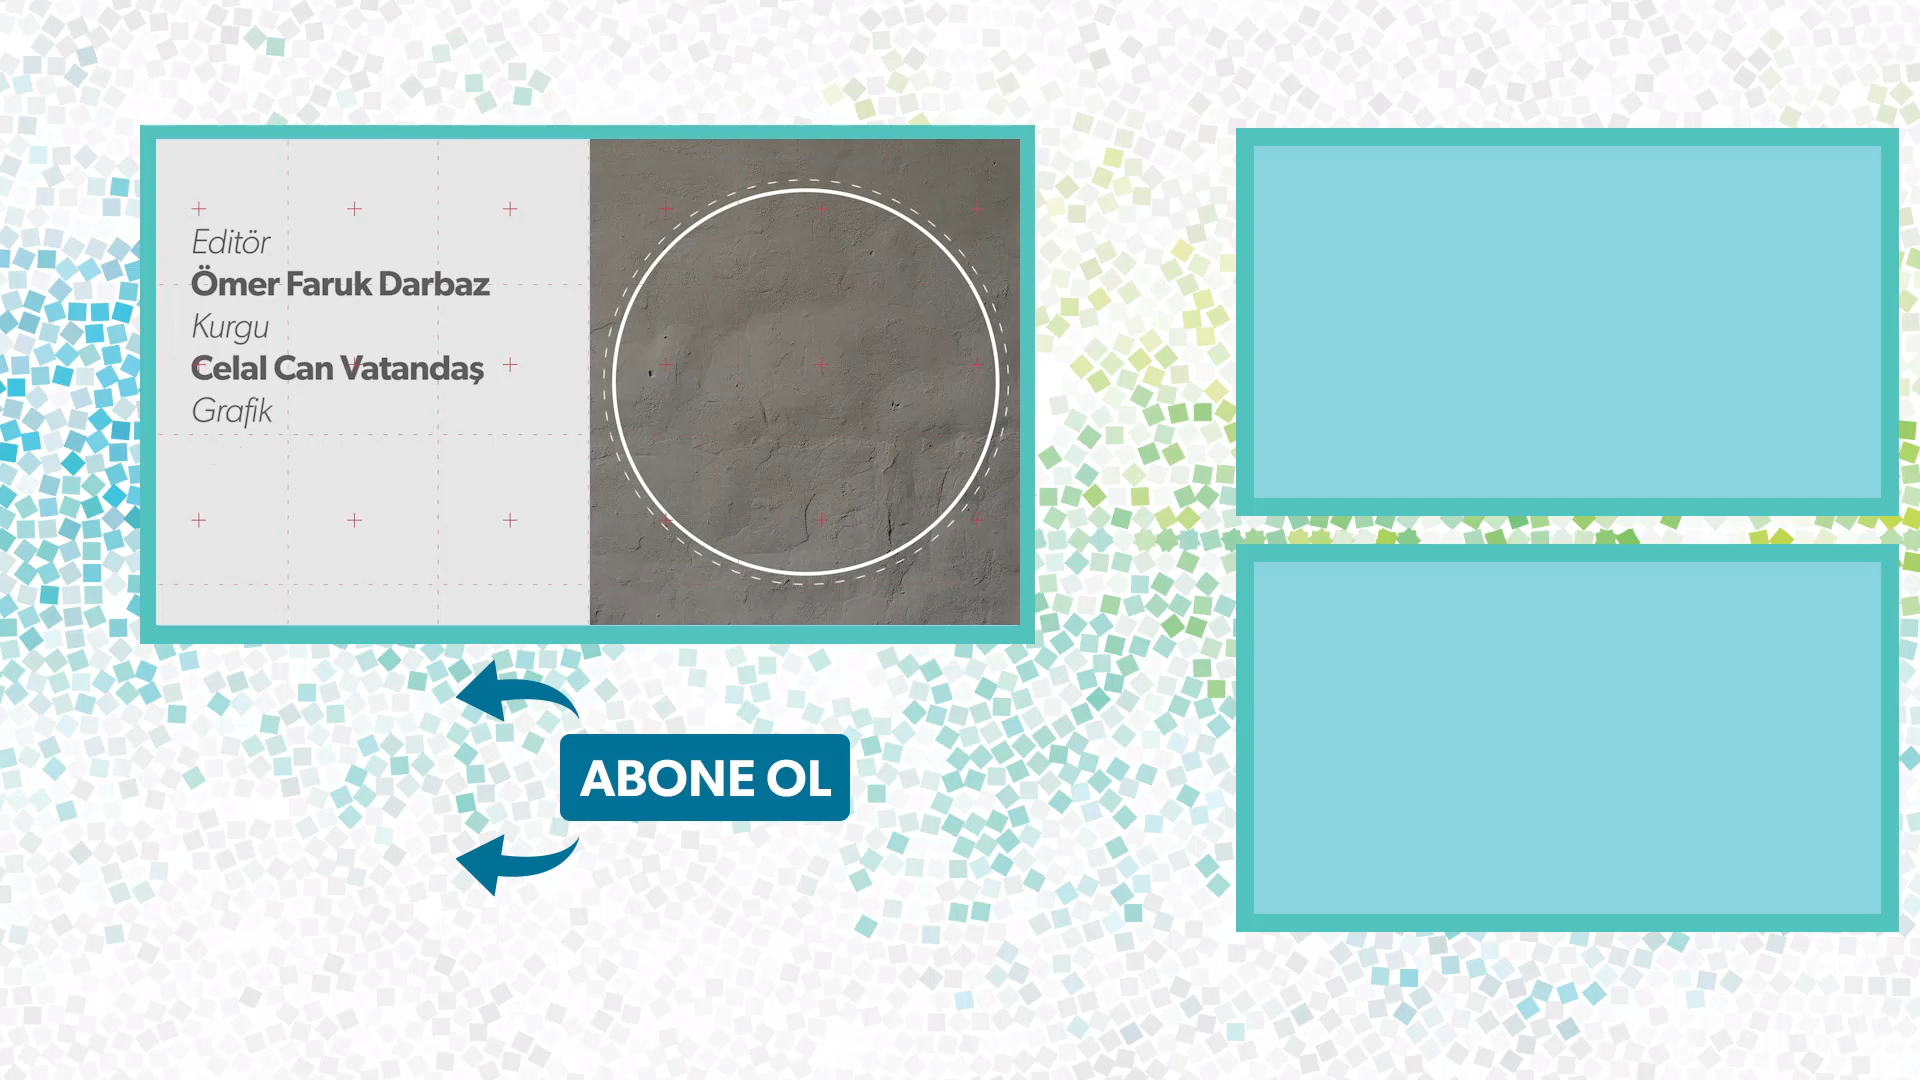 Editör
Ömer Faruk Darbaz
Kurgu
Celal Can Vatandaş
Grafik
ABONE OL